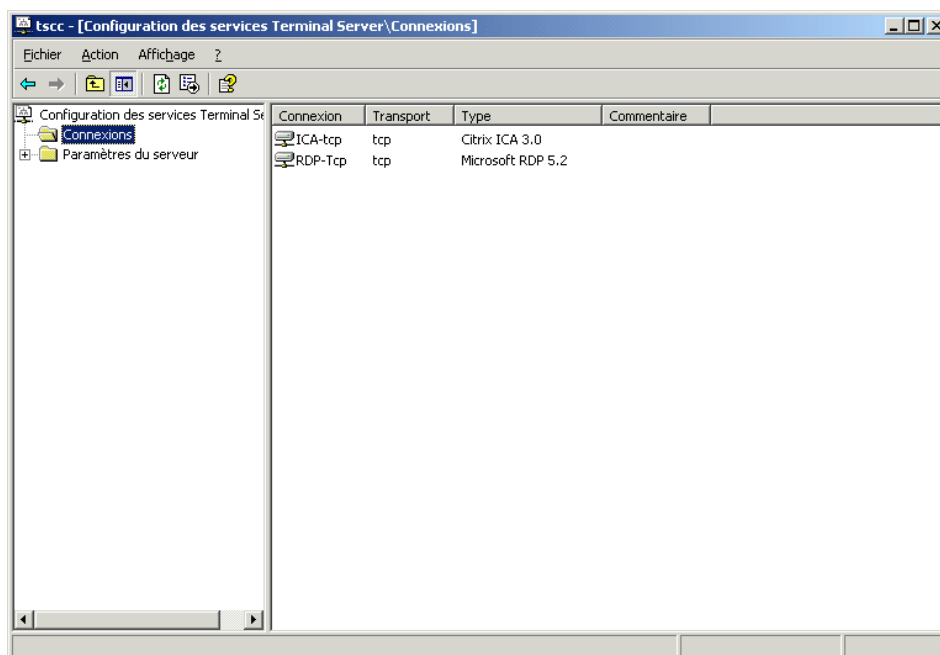 tscc - [Configuration des services Terminal Server\Connexions]
Fichier Action Affichage ?
Configuration des services Terminal Se
Connexions
Paramètres du serveur
Connexion Transport Type Commentaire
ICA-tcp tcp Citrix ICA 3.0
RDP-Tcp tcp Microsoft RDP 5.2